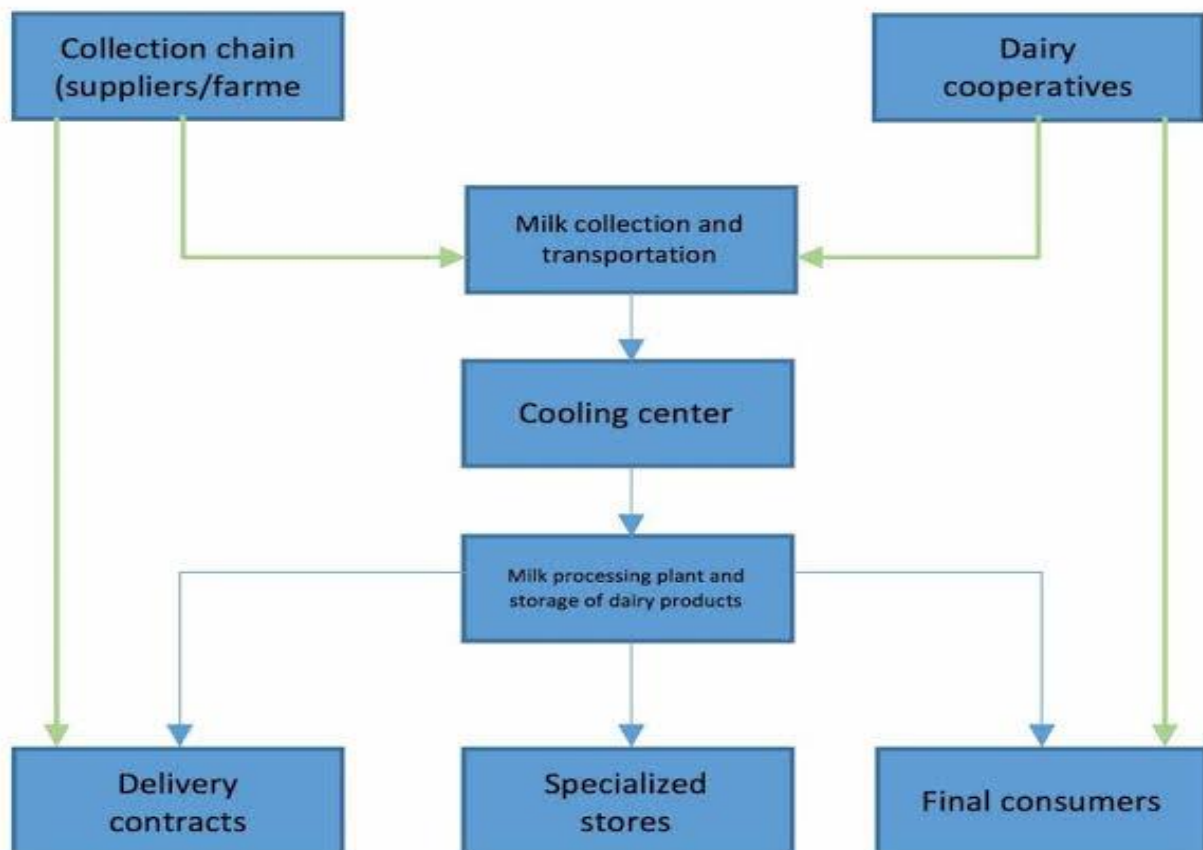 Collection chain
(suppliers/farme
Dairy
cooperatives
Milk collection and
transportation
Cooling center
Milk processing plant and
storage of dairy products
Delivery
contracts
Specialized
stores
Final consumers